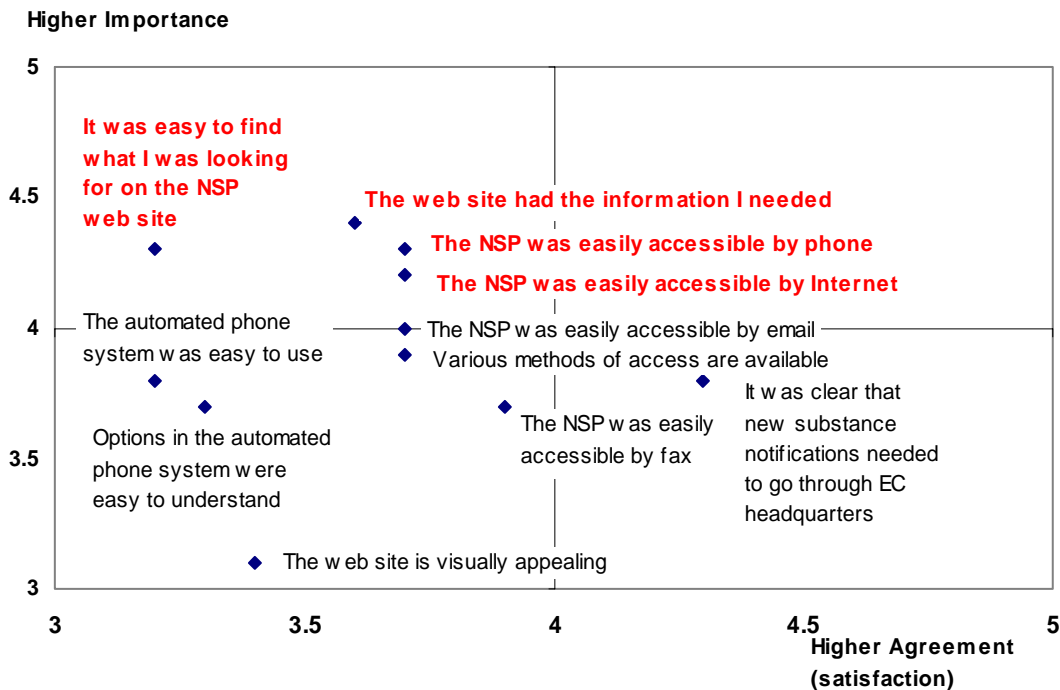 Higher Importance
5
It was easy to find
what I was looking
for on the NSP
web site
4.5
The web site had the information I needed
The NSP was easily accessible by phone
The NSP was easily accessible by Internet
The automated phone
system was easy to use
4
The NSP was easily accessible by email
Various methods of access are available
It was clear that
new substance
notifications needed
to go through EC
headquarters
The NSP was easily
accessible by fax
Options in the automated
phone system were
easy to understand
3.5
The web site is visually appealing
3
3
3.5
4
4.5
5
Higher Agreement
(satisfaction)